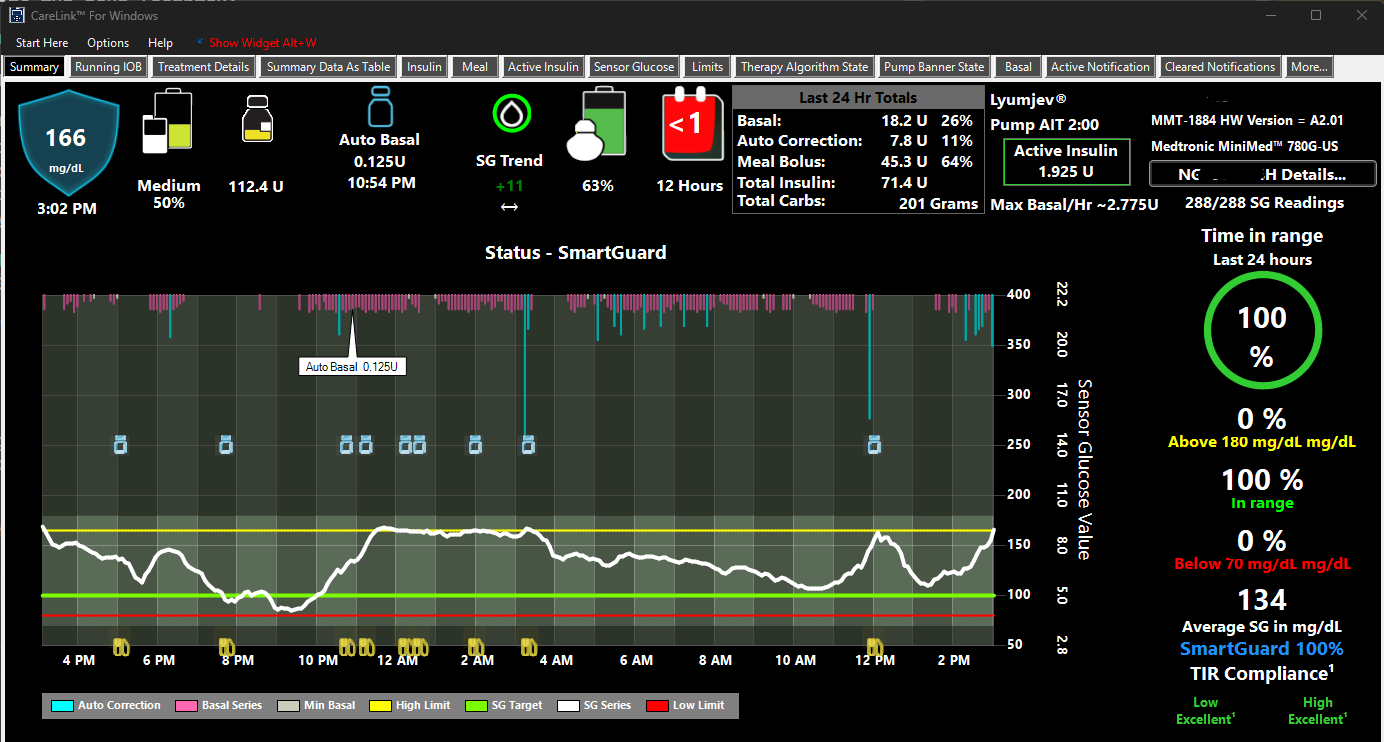 CareLink™ For Windows
Start Here Options Help Show Widget Alt+W
Summary Running IOB Treatment Details Summary Data As Table Insulin Meal Active Insulin Sensor Glucose Limits Therapy Algorithm State Pump Banner State Basal Active Notification Cleared Notifications More...
166
mg/dL
3:02 PM
Medium
50%
112.4 U
Auto Basal
0.125U
10:54 PM
SG Trend
+11
63%
<1
12 Hours
Last 24 Hr Totals
Basal: 18.2 U 26%
Auto Correction: 7.8 U 11%
Meal Bolus: 45.3 U 64%
Total Insulin: 71.4 U
Total Carbs: 201 Grams
Lyumjev®
Pump AIT 2:00
Active Insulin
1.925 U
Max Basal/Hr ~2.775U
MMT-1884 HW Version = A2.01
Medtronic MiniMed™ 780G-US
Details...
288/288 SG Readings
Status - SmartGuard
Auto Basal 0.125U
400
350
300
250
200
150
100
50
22.2
20.0
17.0
14.0
11.0
8.0
5.0
2.8
Sensor Glucose Value
4 PM 6 PM 8 PM 10 PM 12 AM 2 AM 4 AM 6 AM 8 AM 10 AM 12 PM 2 PM
Auto Correction Basal Series Min Basal High Limit SG Target SG Series Low Limit
Time in range
Last 24 hours
100
%
0 %
Above 180 mg/dL mg/dL
100 %
In range
0 %
Below 70 mg/dL mg/dL
134
Average SG in mg/dL
SmartGuard 100%
TIR Compliance¹
Low
Excellent¹
High
Excellent¹